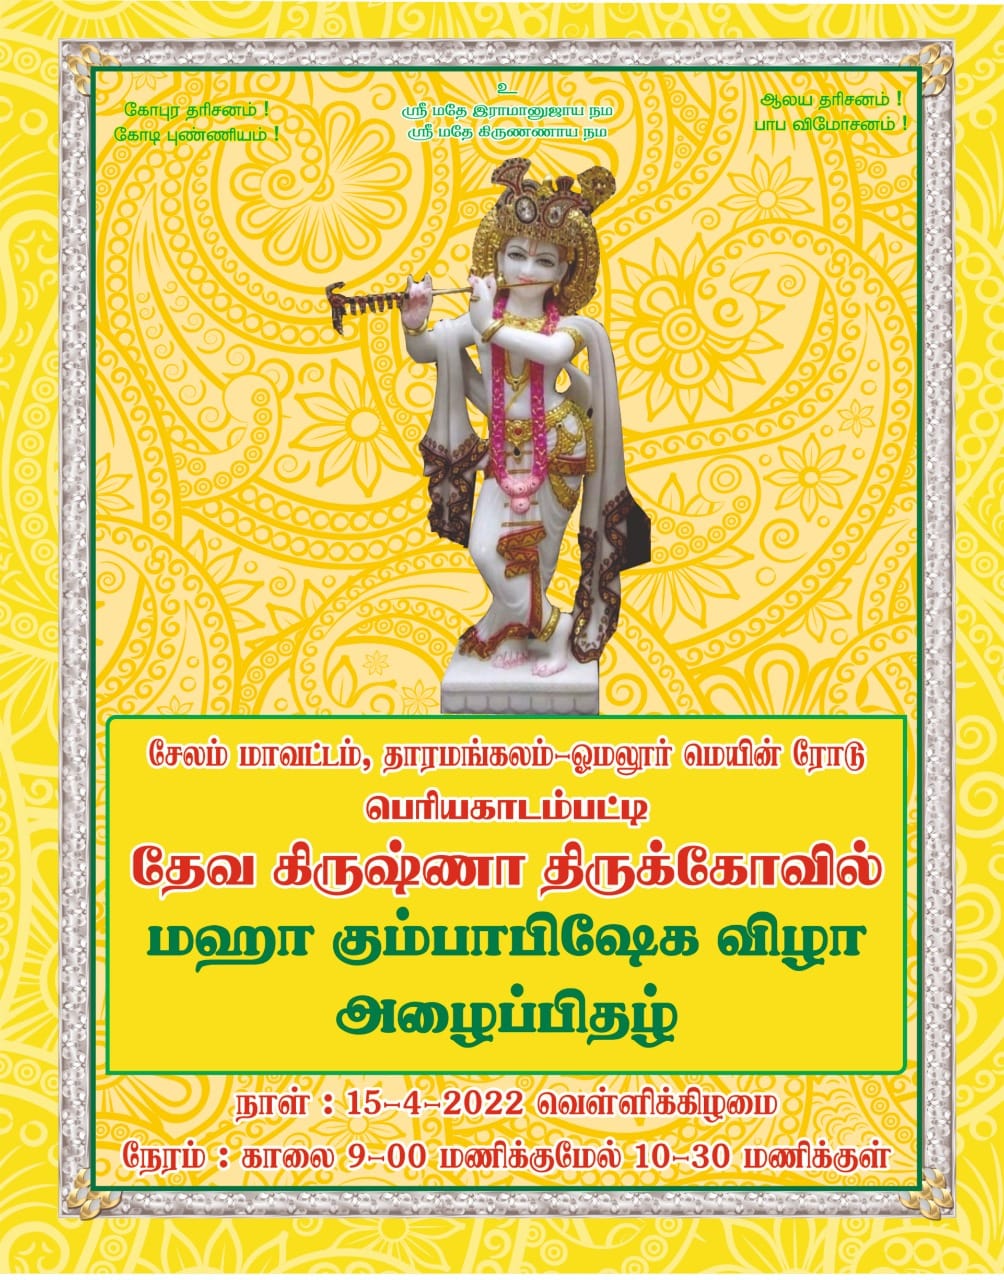 உ
கோபுர தரிசனம் !
கோடி புண்ணியம் !
ஸ்ரீ மதே இராமானுஜாய நம
ஸ்ரீ மதே கிருண்ணாய நம
ஆலய தரிசனம் !
பாப விமோசனம் !
சேலம் மாவட்டம், தாரமங்கலம்-ஓமலூர் மெயின் ரோடு
பெரியகாடம்பட்டி
தேவ கிருஷ்ணா திருக்கோவில்
மஹா கும்பாபிஷேக விழா
அழைப்பிதழ்
நாள் : 15-4-2022 வெள்ளிக்கிழமை
நேரம் : காலை 9-00 மணிக்குமேல் 10-30 மணிக்குள்